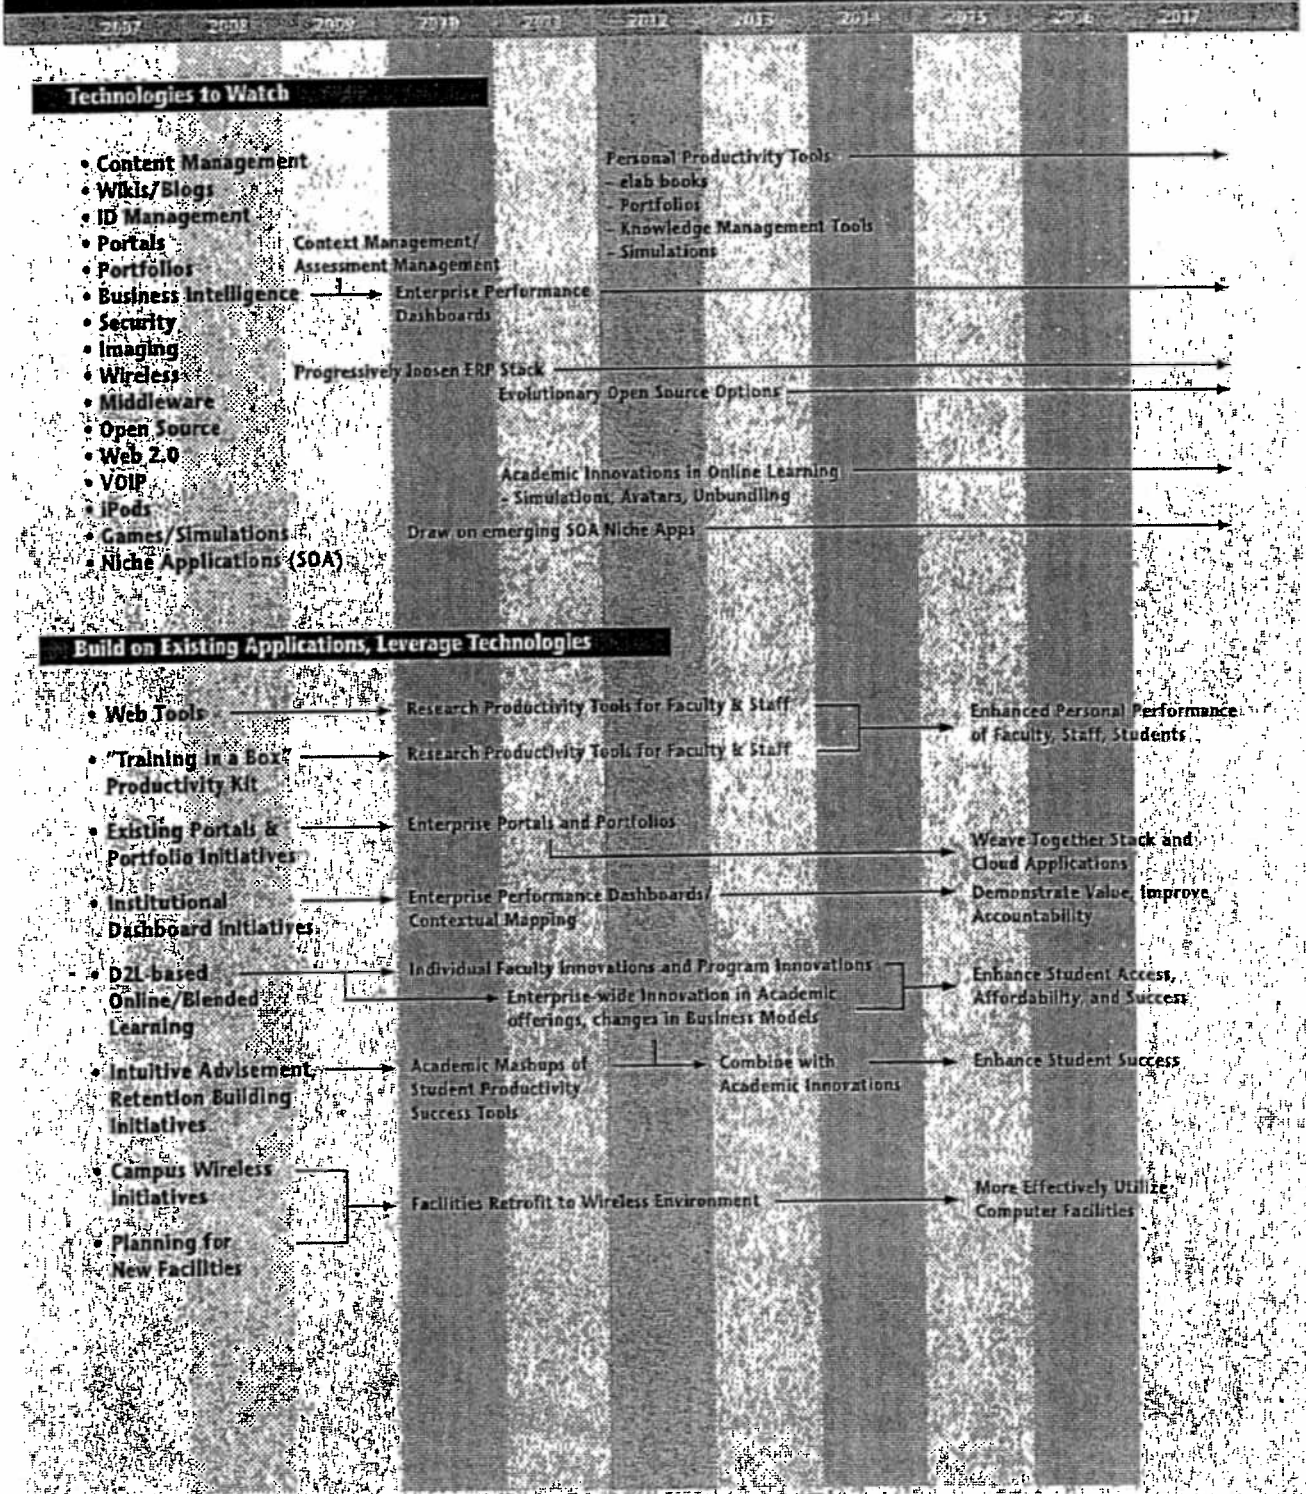 2007 2008 2009 2010 2011 2012 2013 2014 2015 2016 2017
Technologies to Watch
• Content Management
• Wikis/Blogs
• ID Management
• Portals
• Portfolios
• Business Intelligence
• Security
• Imaging
• Wireless
• Middleware
• Open Source
• Web 2.0
• VOIP
• iPods
• Games/Simulations
• Niche Applications (SOA)
Context Management/
Assessment Management
Enterprise Performance
Dashboards
Personal Productivity Tools
- elab books
- Portfolios
- Knowledge Management Tools
- Simulations
Progressively loosen ERP Stack
Evolutionary Open Source Options
Academic Innovations in Online Learning
- Simulations, Avatars, Unbundling
Draw on emerging SOA Niche Apps
Build on Existing Applications, Leverage Technologies
• Web Tools
Research Productivity Tools for Faculty & Staff
• "Training in a Box"
Productivity Kit
Research Productivity Tools for Faculty & Staff
Enhanced Personal Performance
of Faculty, Staff, Students
• Existing Portals &
Portfolio Initiatives
Enterprise Portals and Portfolios
Weave Together Stack and
Cloud Applications
• Institutional
Dashboard Initiatives
Enterprise Performance Dashboards/
Contextual Mapping
Demonstrate Value, Improve
Accountability
• D2L-based
Online/Blended
Learning
Individual Faculty Innovations and Program Innovations
Enterprise-wide Innovation in Academic
offerings, changes in Business Models
Enhance Student Access,
Affordability, and Success
• Intuitive Advisement,
Retention Building
Initiatives
Academic Mashups of
Student Productivity
Success Tools
Combine with
Academic Innovations
Enhance Student Success
• Campus Wireless
Initiatives
• Planning for
New Facilities
Facilities Retrofit to Wireless Environment
More Effectively Utilize
Computer Facilities